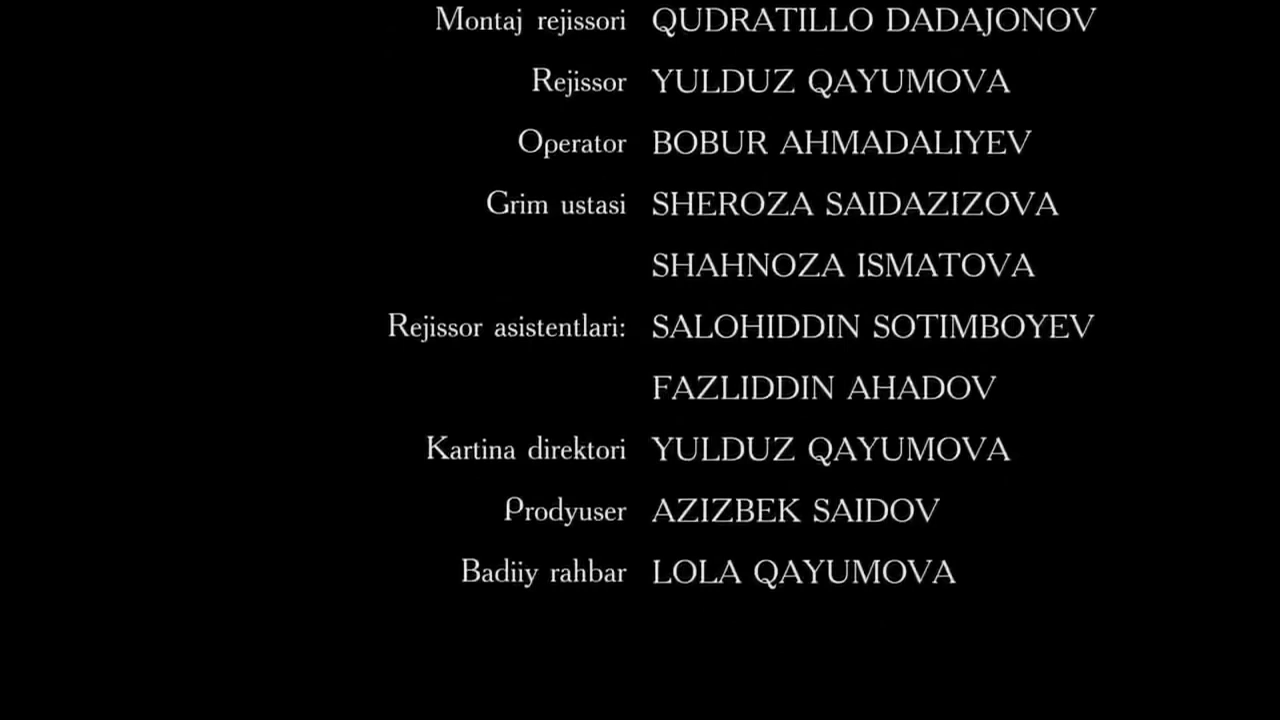 Montaj rejissori QUDRATILLO DADAJONOV
Rejissor YULDUZ QAYUMOVA
Operator BOBUR AHMADALIYEV
Grim ustasi SHEROZA SAIDAZIZOVA
SHAHNOZA ISMATOVA
Rejissor asistentlari: SALOHIDDIN SOTIMBOYEV
FAZLIDDIN AHADOV
Kartina direktori YULDUZ QAYUMOVA
Prodyuser AZIZBEK SAIDOV
Badiiy rahbar LOLA QAYUMOVA